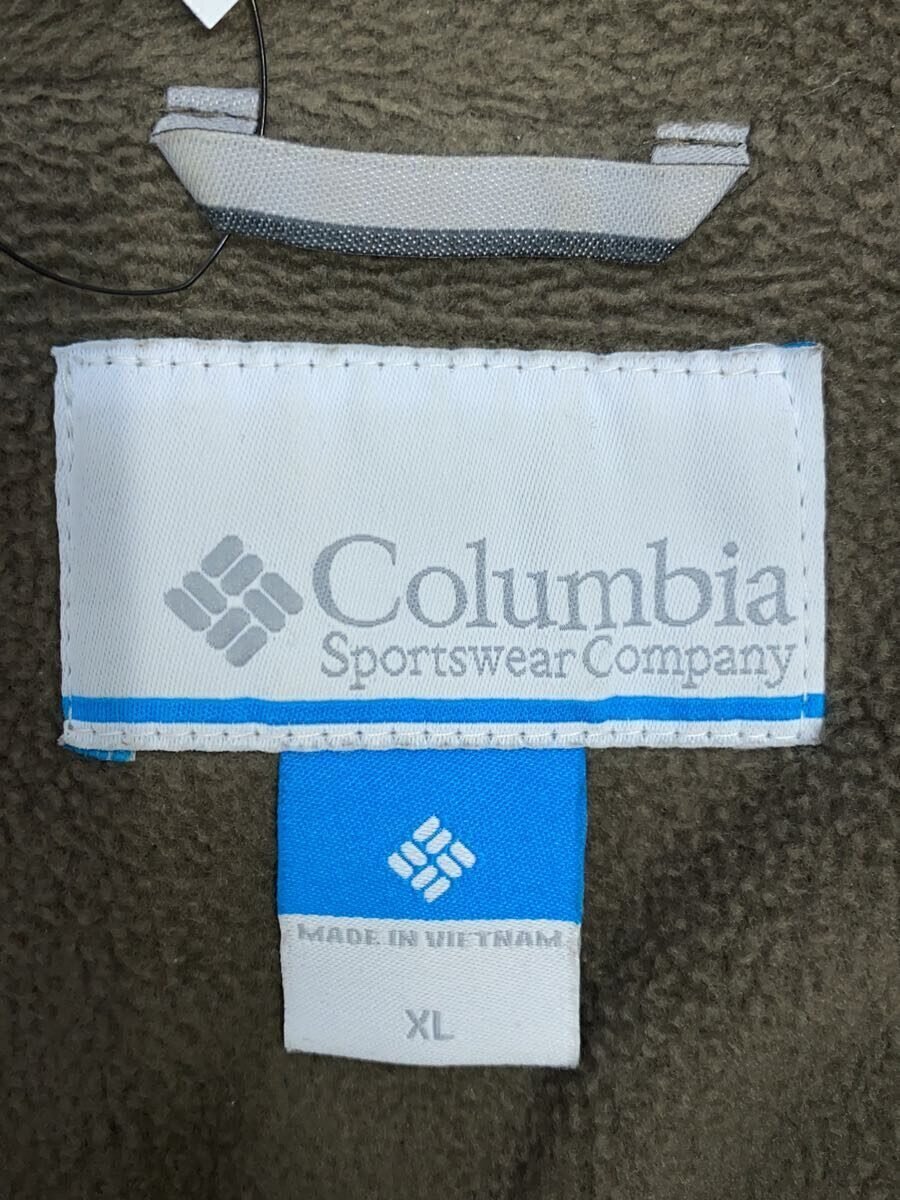 Columbia
Sportswear Company
MADE IN VIETNAM
XL